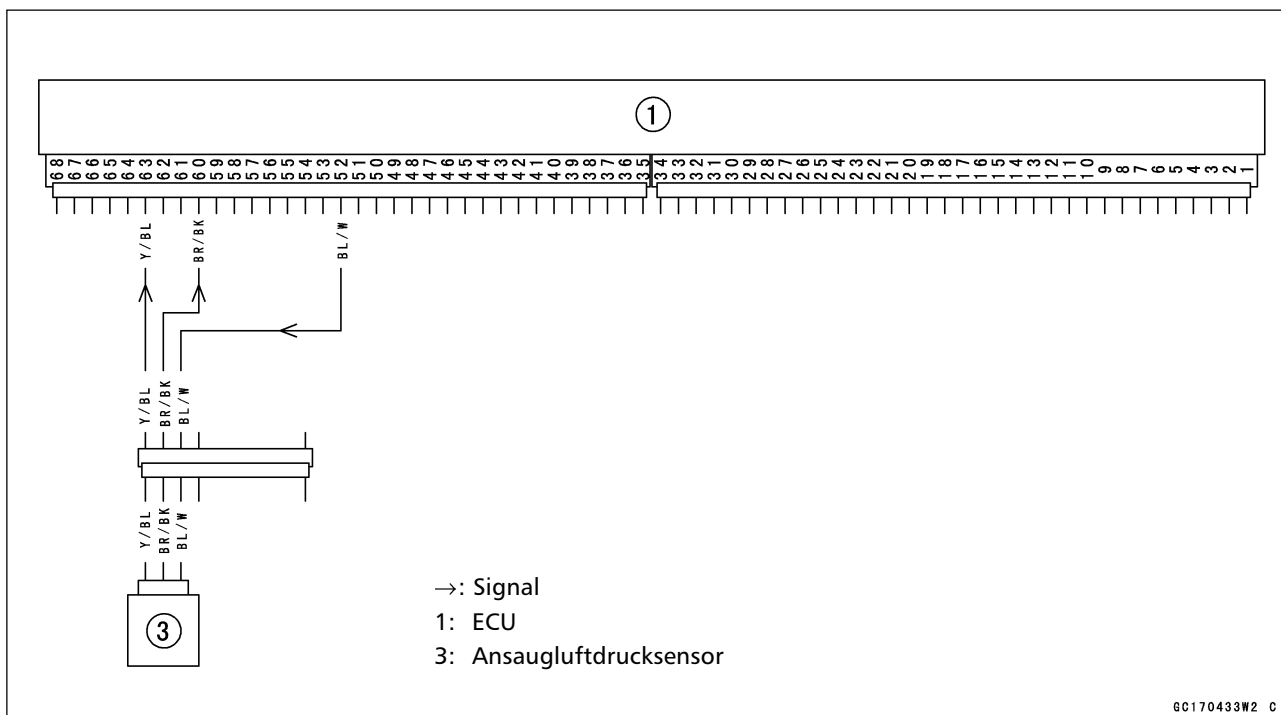 1
68 67 66 65 64 63 62 61 60 59 58 57 56 55 54 53 52 51 50 49 48 47 46 45 44 43 42 41 40 39 38 37 36 35 34 33 32 31 30 29 28 27 26 25 24 23 22 21 20 19 18 17 16 15 14 13 12 11 10 9 8 7 6 5 4 3 2 1
Y/BL BR/BK BL/W
Y/BL BR/BK BL/W
Y/BL BR/BK BL/W
3
→: Signal
1: ECU
3: Ansaugluftdrucksensor
GC170433W2 C